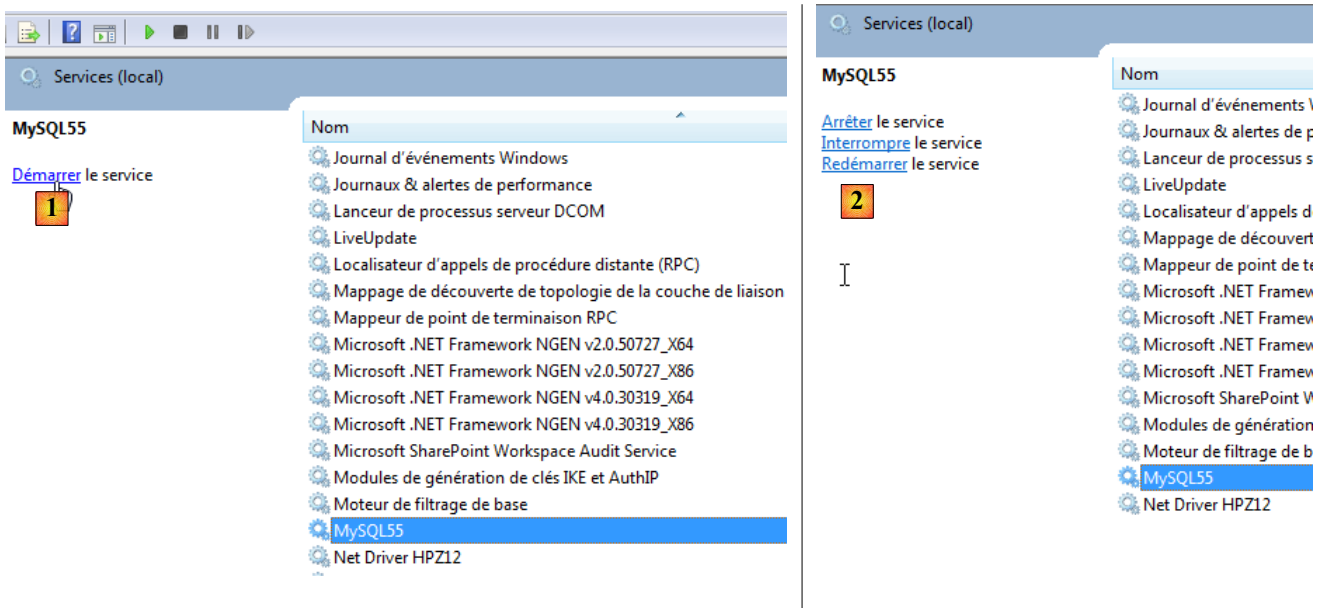 Services (local)
MySQL55
Démarrer le service
1
Nom
Journal d'événements Windows
Journaux & alertes de performance
Lanceur de processus serveur DCOM
LiveUpdate
Localisateur d'appels de procédure distante (RPC)
Mappage de découverte de topologie de la couche de liaison
Mappeur de point de terminaison RPC
Microsoft .NET Framework NGEN v2.0.50727_X64
Microsoft .NET Framework NGEN v2.0.50727_X86
Microsoft .NET Framework NGEN v4.0.30319_X64
Microsoft .NET Framework NGEN v4.0.30319_X86
Microsoft SharePoint Workspace Audit Service
Modules de génération de clés IKE et AuthIP
Moteur de filtrage de base
MySQL55
Net Driver HPZ12
Services (local)
MySQL55
Arrêter le service
Interrompre le service
Redémarrer le service
2
Nom
Journal d'événements
Journaux & alertes de p
Lanceur de processus s
LiveUpdate
Localisateur d'appels d
Mappage de découvert
Mappeur de point de te
Microsoft .NET Framew
Microsoft .NET Framew
Microsoft .NET Framew
Microsoft .NET Framew
Microsoft SharePoint W
Modules de génération
Moteur de filtrage de b
MySQL55
Net Driver HPZ12